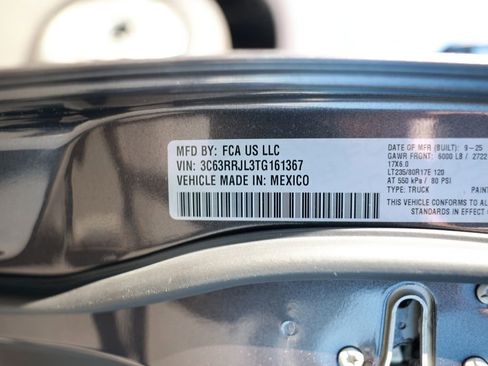 MFD BY: FCA US LLC
VIN: 3C63RRJL3TG161367
VEHICLE MADE IN: MEXICO
DATE OF MFR (BUILT): 9-25
GAWR FRONT: 6000 LB / 2722
17X6.0
LT235/80R17E 120
AT 550 kPa / 80 PSI
TYPE: TRUCK PAIN
THIS VEHICLE CONFORMS TO ALL
STANDARDS IN EFFECT